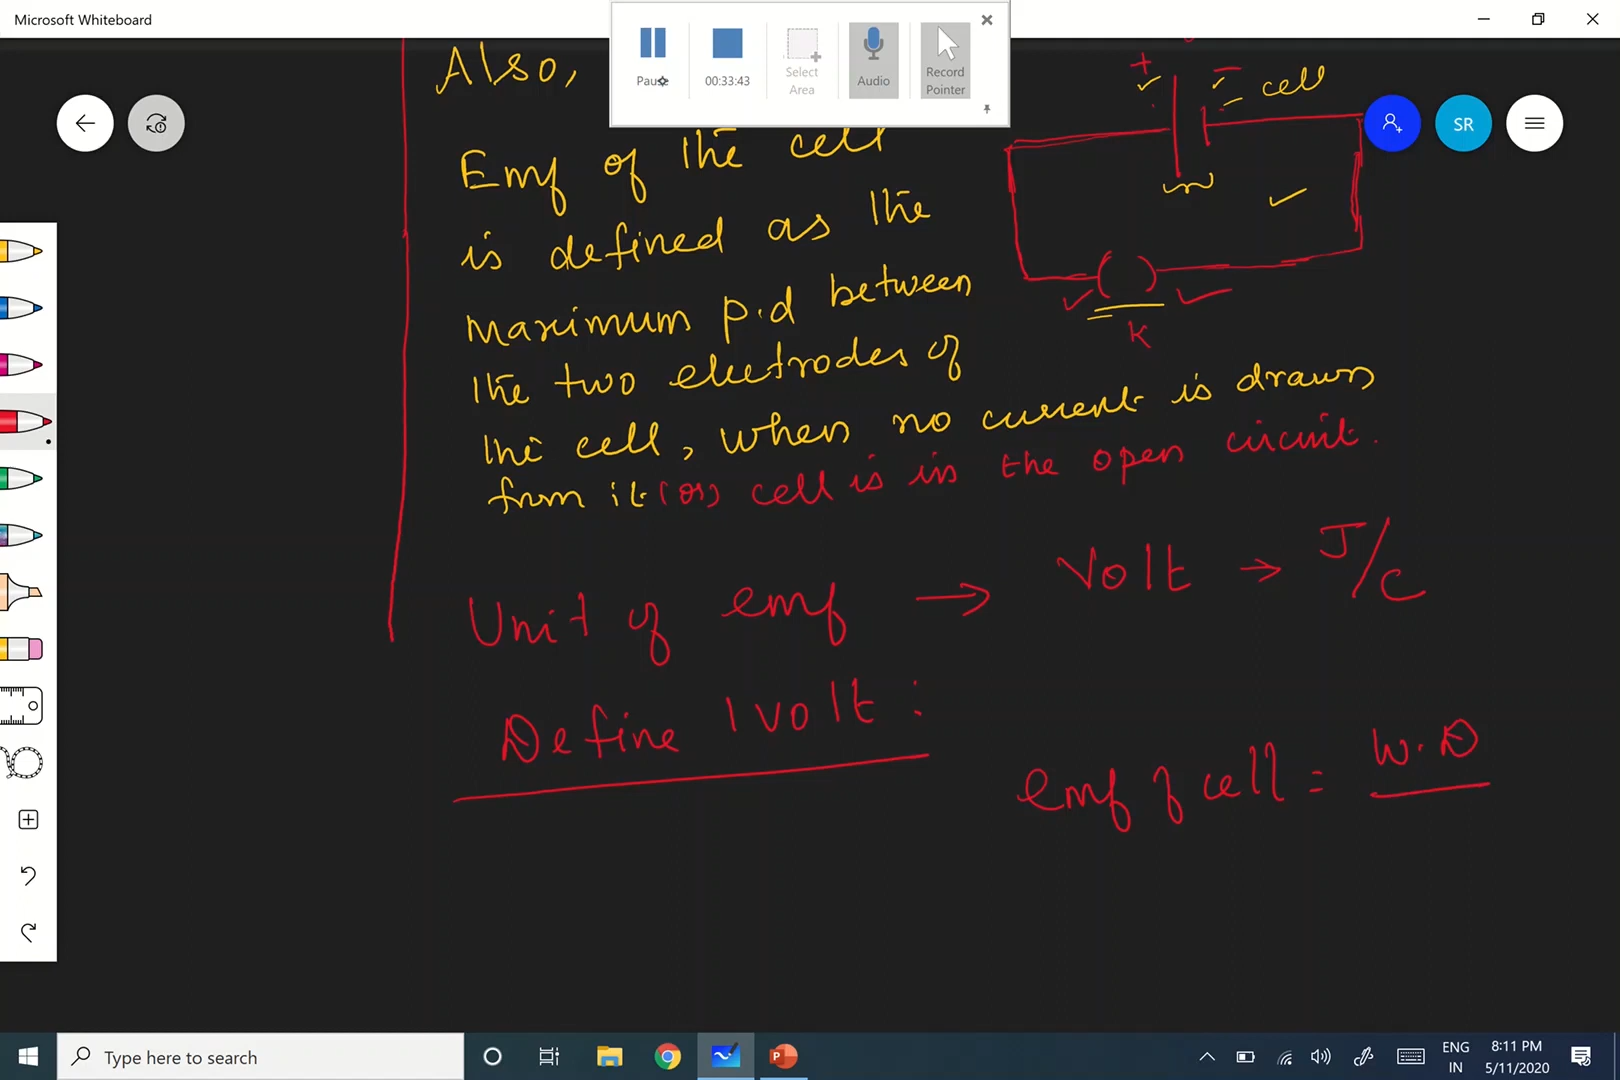 Microsoft Whiteboard
Pause
00:33:43
Select
Area
Audio
Record
Pointer
SR
Also,
+
-
cell
Emf of the cell
is defined as the
maximum p.d between
the two electrodes of
the cell, when no current is drawn
from it (or) cell is in the open circuit.
K
Unit of emf → Volt → J/C
Define 1 volt :
emf of cell = W.D
Type here to search
ENG
IN
8:11 PM
5/11/2020